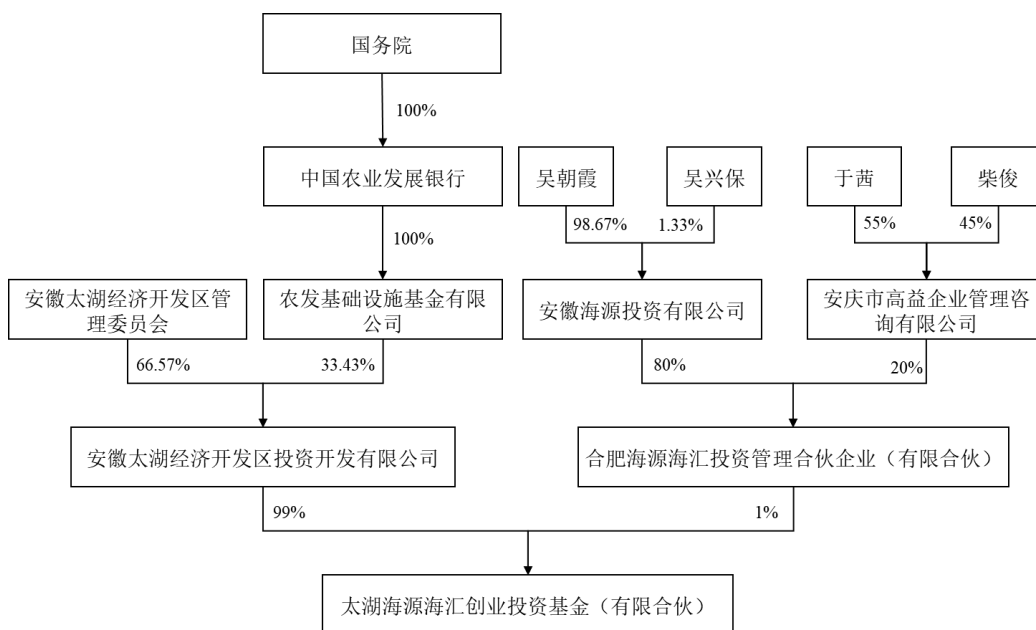 国务院
100%
中国农业发展银行
吴朝霞
吴兴保
于茜
柴俊
100%
98.67%
1.33%
55%
45%
安徽太湖经济开发区管
理委员会
农发基础设施基金有限
公司
安徽海源投资有限公司
安庆市高益企业管理咨
询有限公司
66.57%
33.43%
80%
20%
安徽太湖经济开发区投资开发有限公司
合肥海源海汇投资管理合伙企业（有限合伙）
99%
1%
太湖海源海汇创业投资基金（有限合伙）